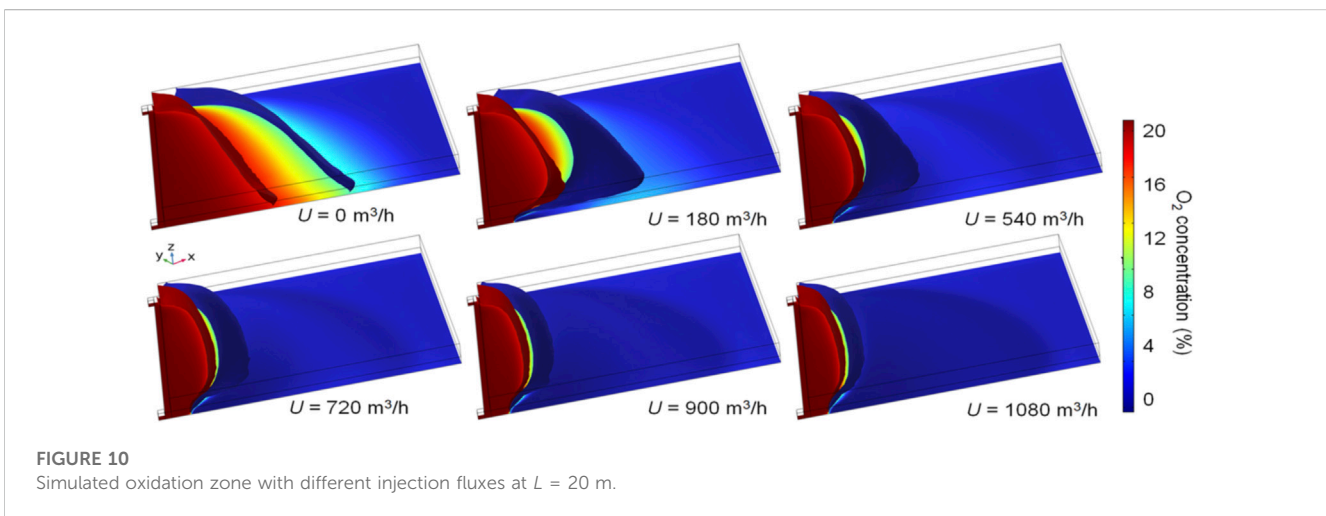 U = 0 m³/h
U = 180 m³/h
U = 540 m³/h
y z x
U = 720 m³/h
U = 900 m³/h
U = 1080 m³/h
20
16
12
8
4
0
O₂ concentration (%)
FIGURE 10
Simulated oxidation zone with different injection fluxes at L = 20 m.